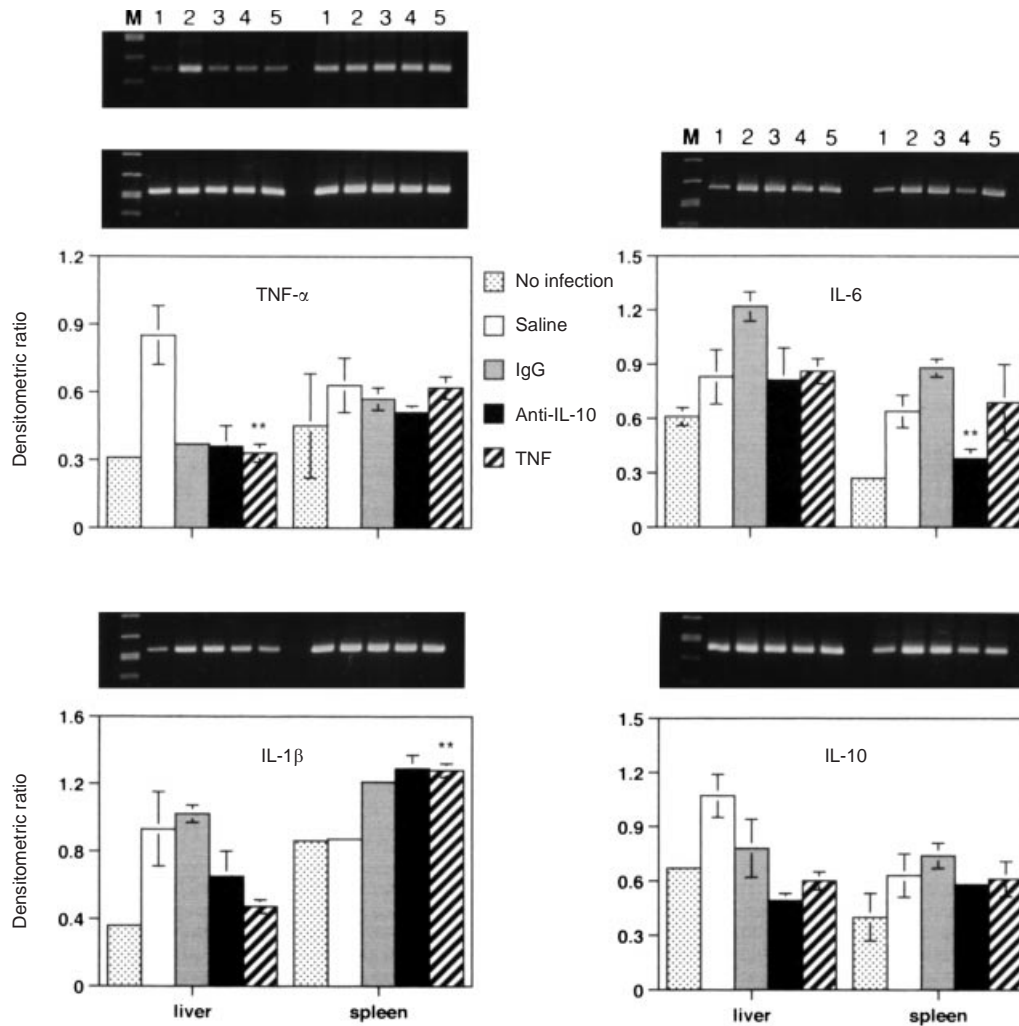 M 1 2 3 4 5 1 2 3 4 5
M 1 2 3 4 5 1 2 3 4 5
Densitometric ratio
1.2
0.9
0.6
0.3
0
TNF-α
**
No infection
Saline
IgG
Anti-IL-10
TNF
1.5
1.2
0.9
0.6
0.3
0
IL-6
**
Densitometric ratio
1.6
1.2
0.8
0.4
0
IL-1β
**
liver spleen
1.5
1.2
0.9
0.6
0.3
0
IL-10
liver spleen